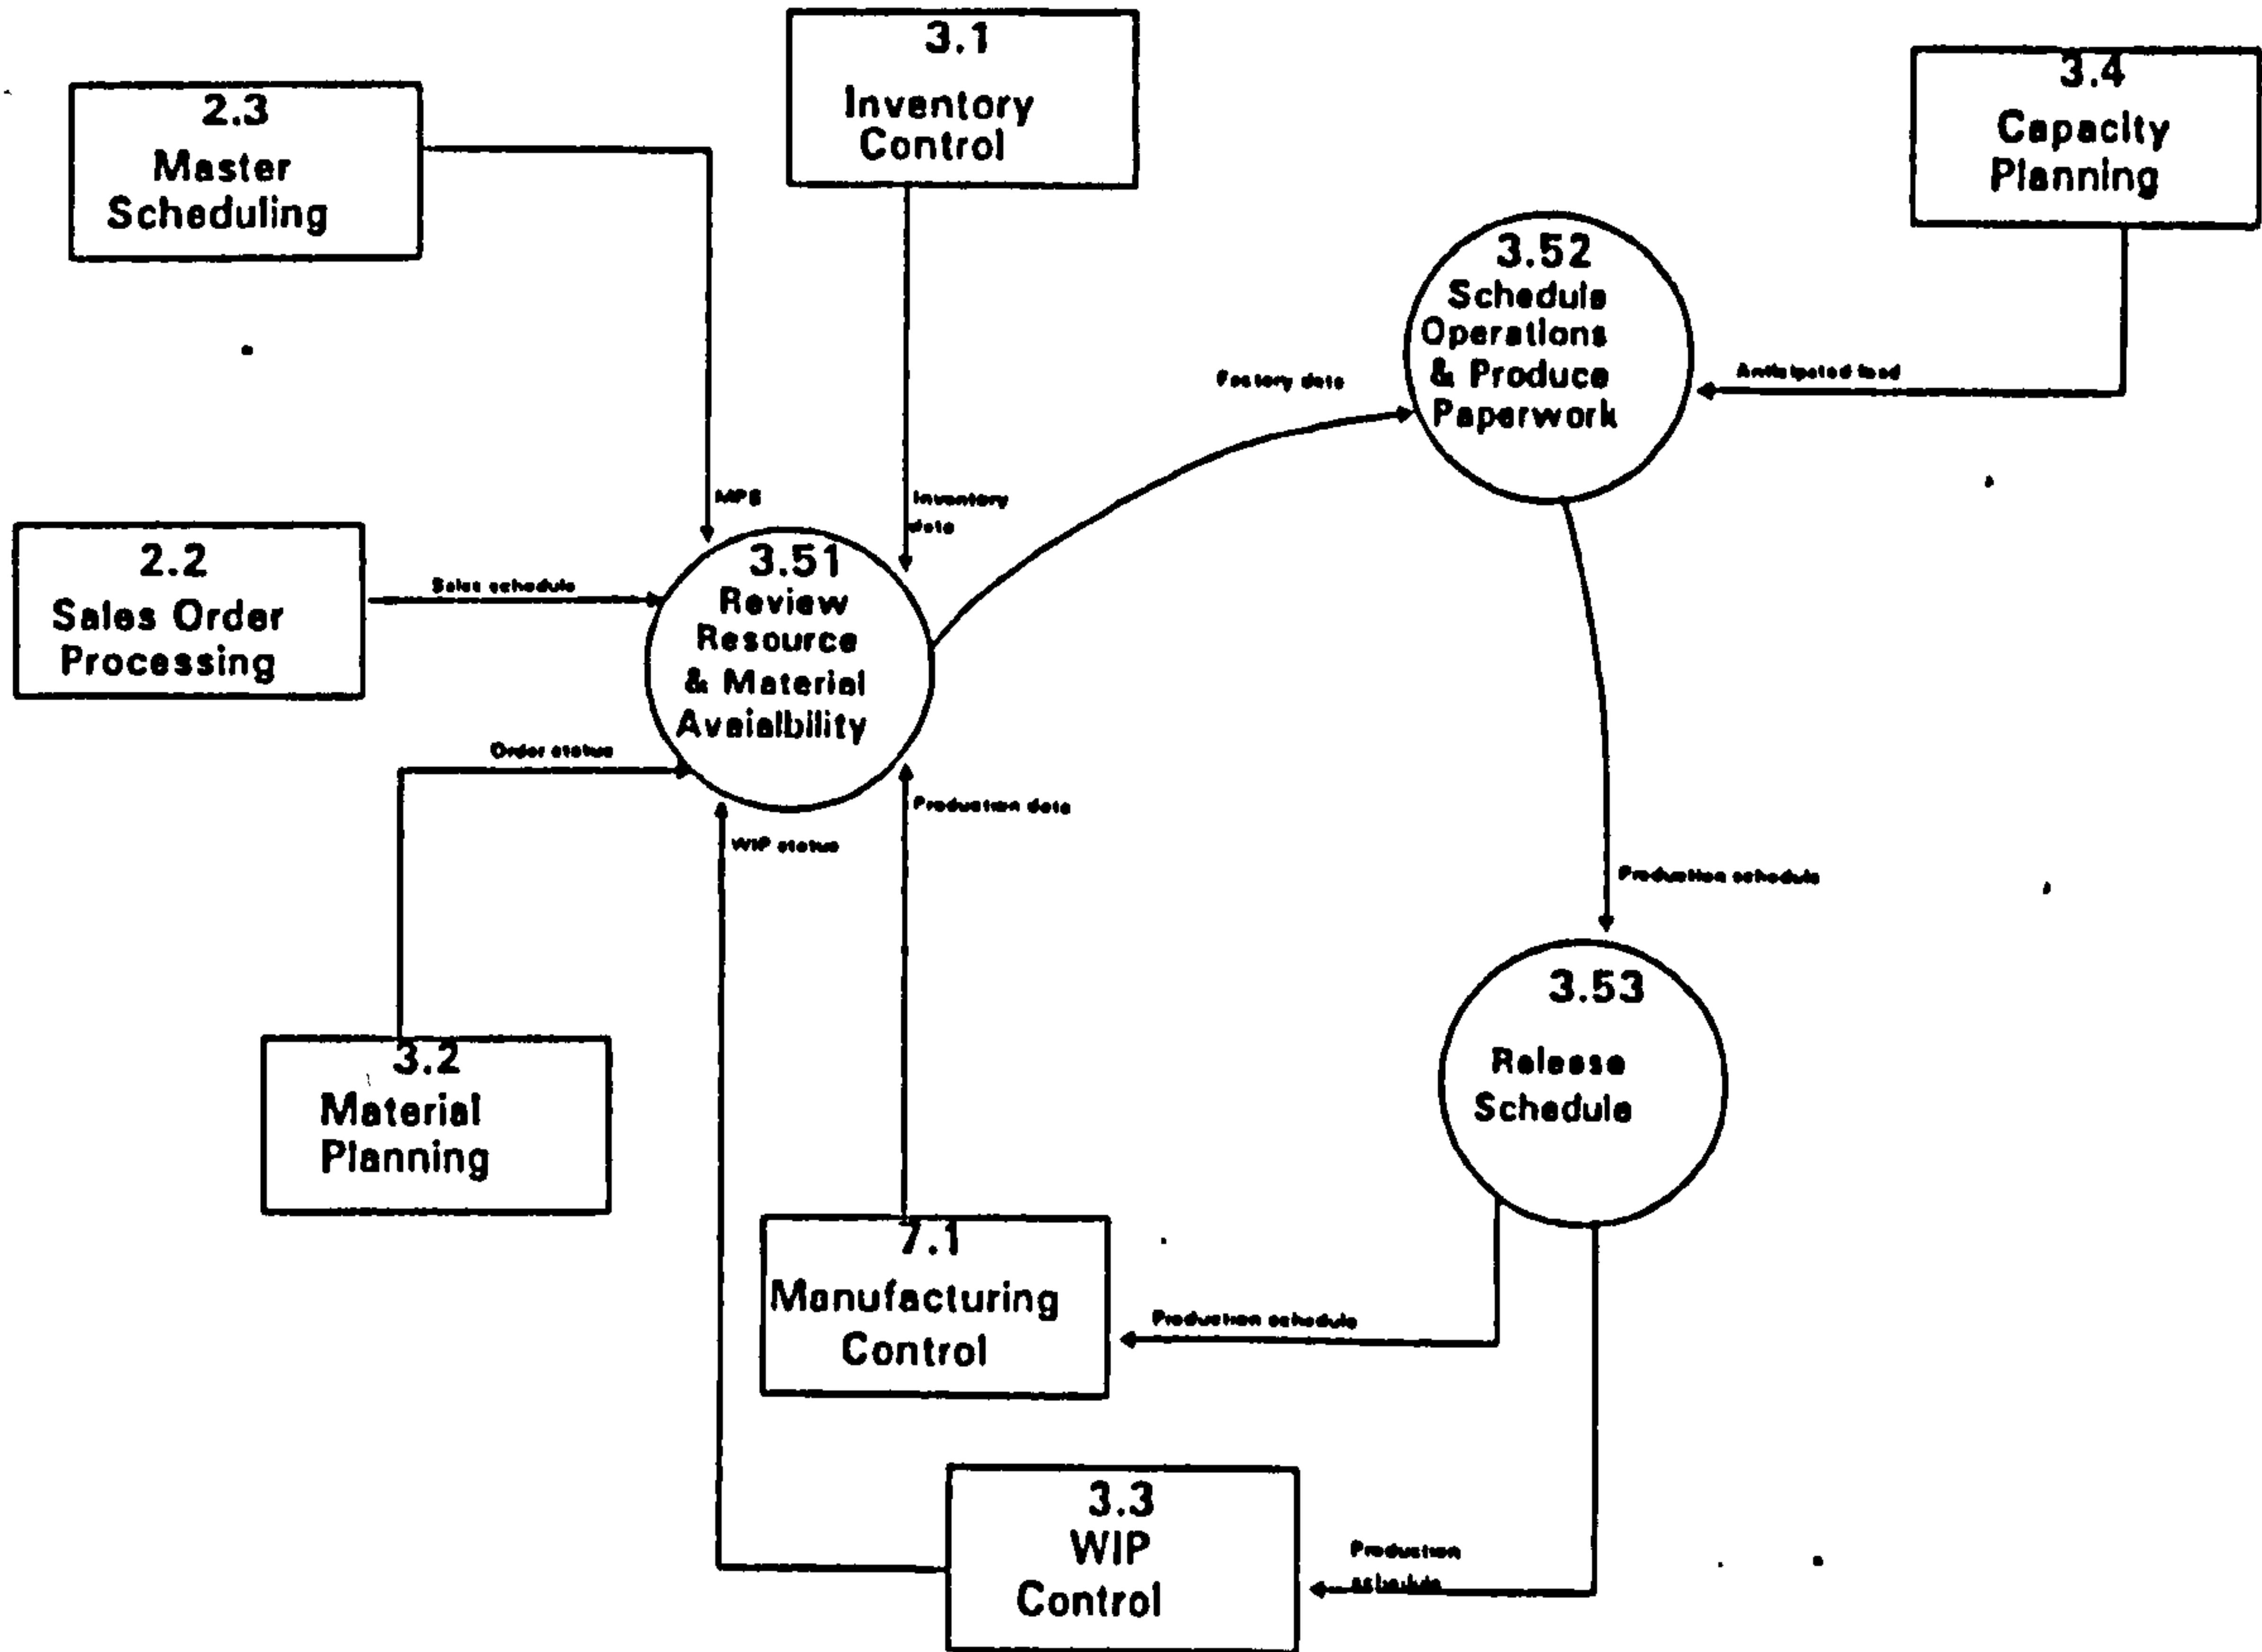 3.1
Inventory
Control
3.4
Capacity
Planning
2.3
Master
Scheduling
3.52
Schedule
Operations
& Produce
Paperwork
Factory data
Anticipated load
MPS
Inventory
data
2.2
Sales Order
Processing
Sales schedule
3.51
Review
Resource
& Material
Avaialbility
Order status
Production data
WIP status
Production schedule
3.53
Release
Schedule
3.2
Material
Planning
7.1
Manufacturing
Control
Production schedule
3.3
WIP
Control
Production
schedule